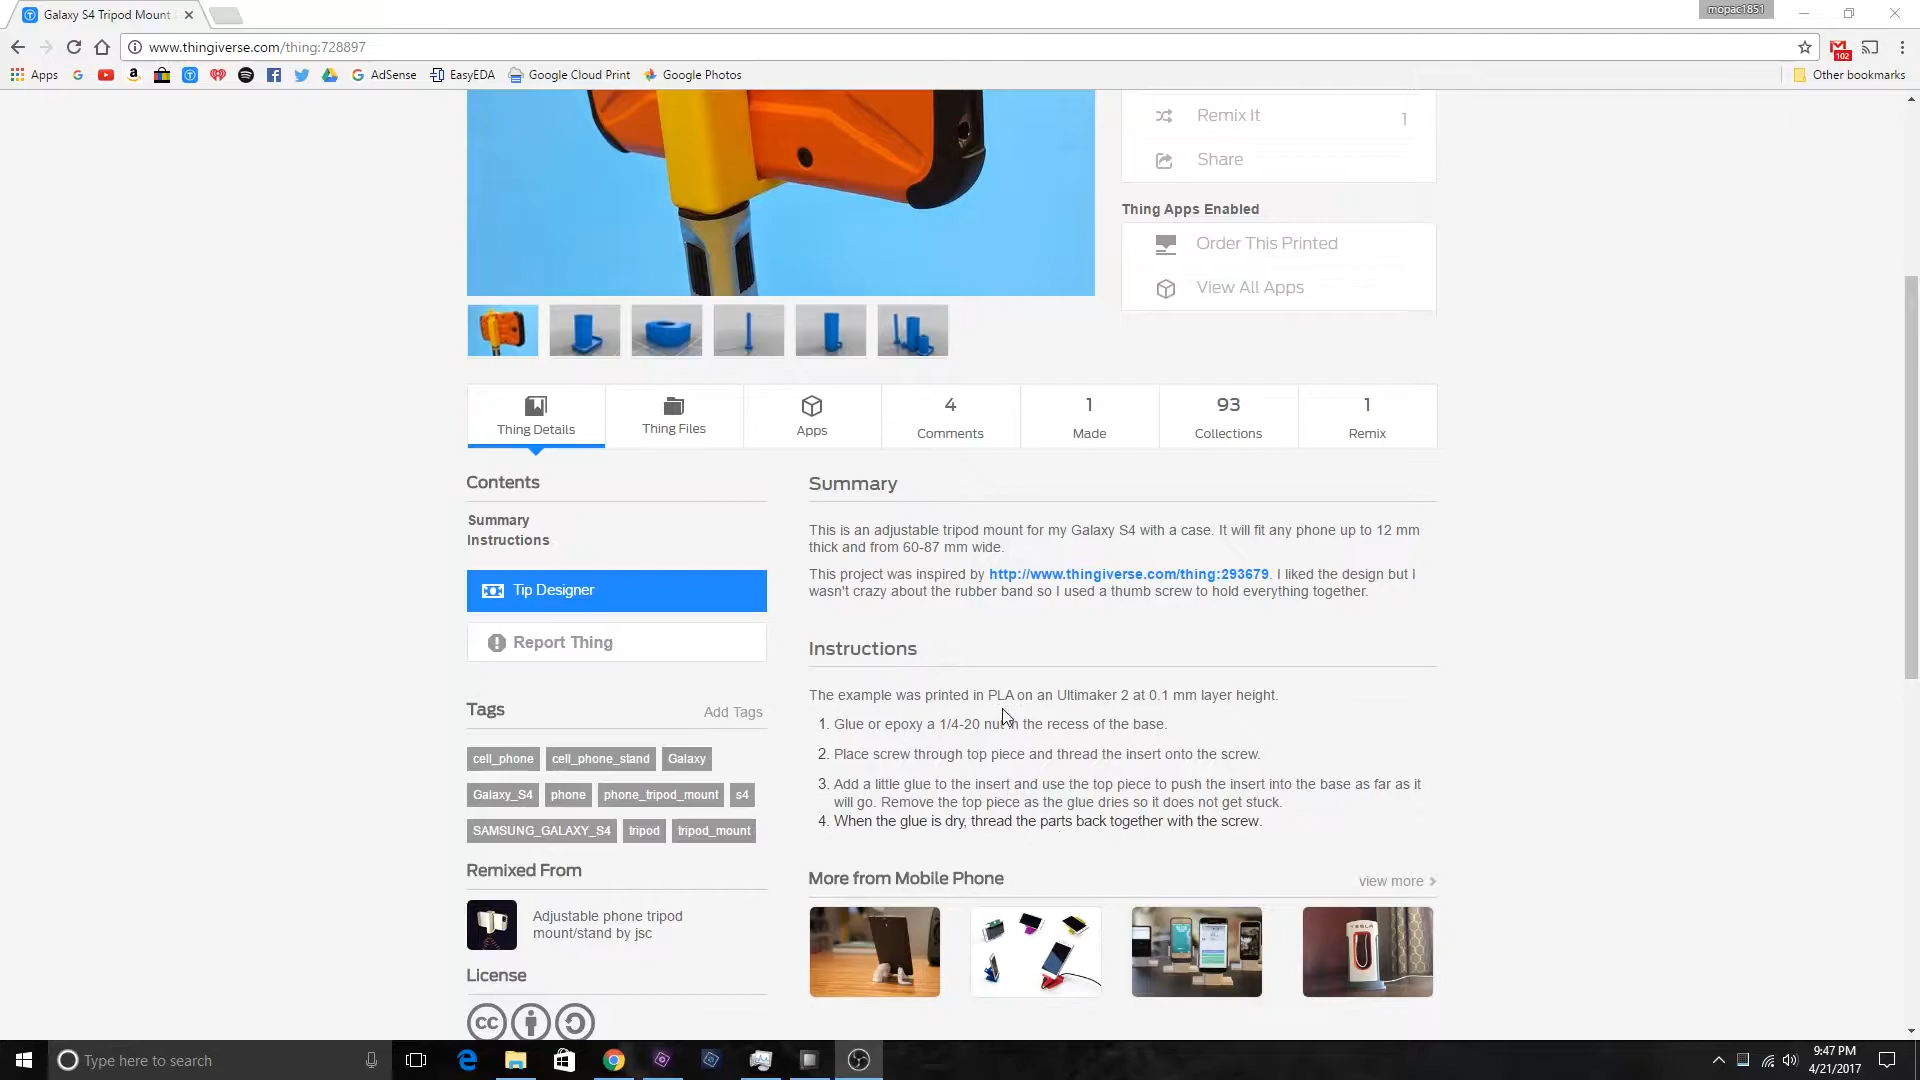 Galaxy S4 Tripod Mount
mopac1851
www.thingiverse.com/thing:728897
102
Apps
AdSense
EasyEDA
Google Cloud Print
Google Photos
Other bookmarks
Remix It
1
Share
Thing Apps Enabled
Order This Printed
View All Apps
Thing Details
Thing Files
Apps
4
Comments
1
Made
93
Collections
1
Remix
Contents
Summary
Instructions
Tip Designer
Report Thing
Tags
Add Tags
cell_phone
cell_phone_stand
Galaxy
Galaxy_S4
phone
phone_tripod_mount
s4
SAMSUNG_GALAXY_S4
tripod
tripod_mount
Remixed From
Adjustable phone tripod
mount/stand by jsc
License
cc
Summary
This is an adjustable tripod mount for my Galaxy S4 with a case. It will fit any phone up to 12 mm
thick and from 60-87 mm wide.
This project was inspired by http://www.thingiverse.com/thing:293679. I liked the design but I
wasn't crazy about the rubber band so I used a thumb screw to hold everything together.
Instructions
The example was printed in PLA on an Ultimaker 2 at 0.1 mm layer height.
1. Glue or epoxy a 1/4-20 nut in the recess of the base.
2. Place screw through top piece and thread the insert onto the screw.
3. Add a little glue to the insert and use the top piece to push the insert into the base as far as it
will go. Remove the top piece as the glue dries so it does not get stuck.
4. When the glue is dry, thread the parts back together with the screw.
More from Mobile Phone
view more
TESLA
Type here to search
9:47 PM
4/21/2017